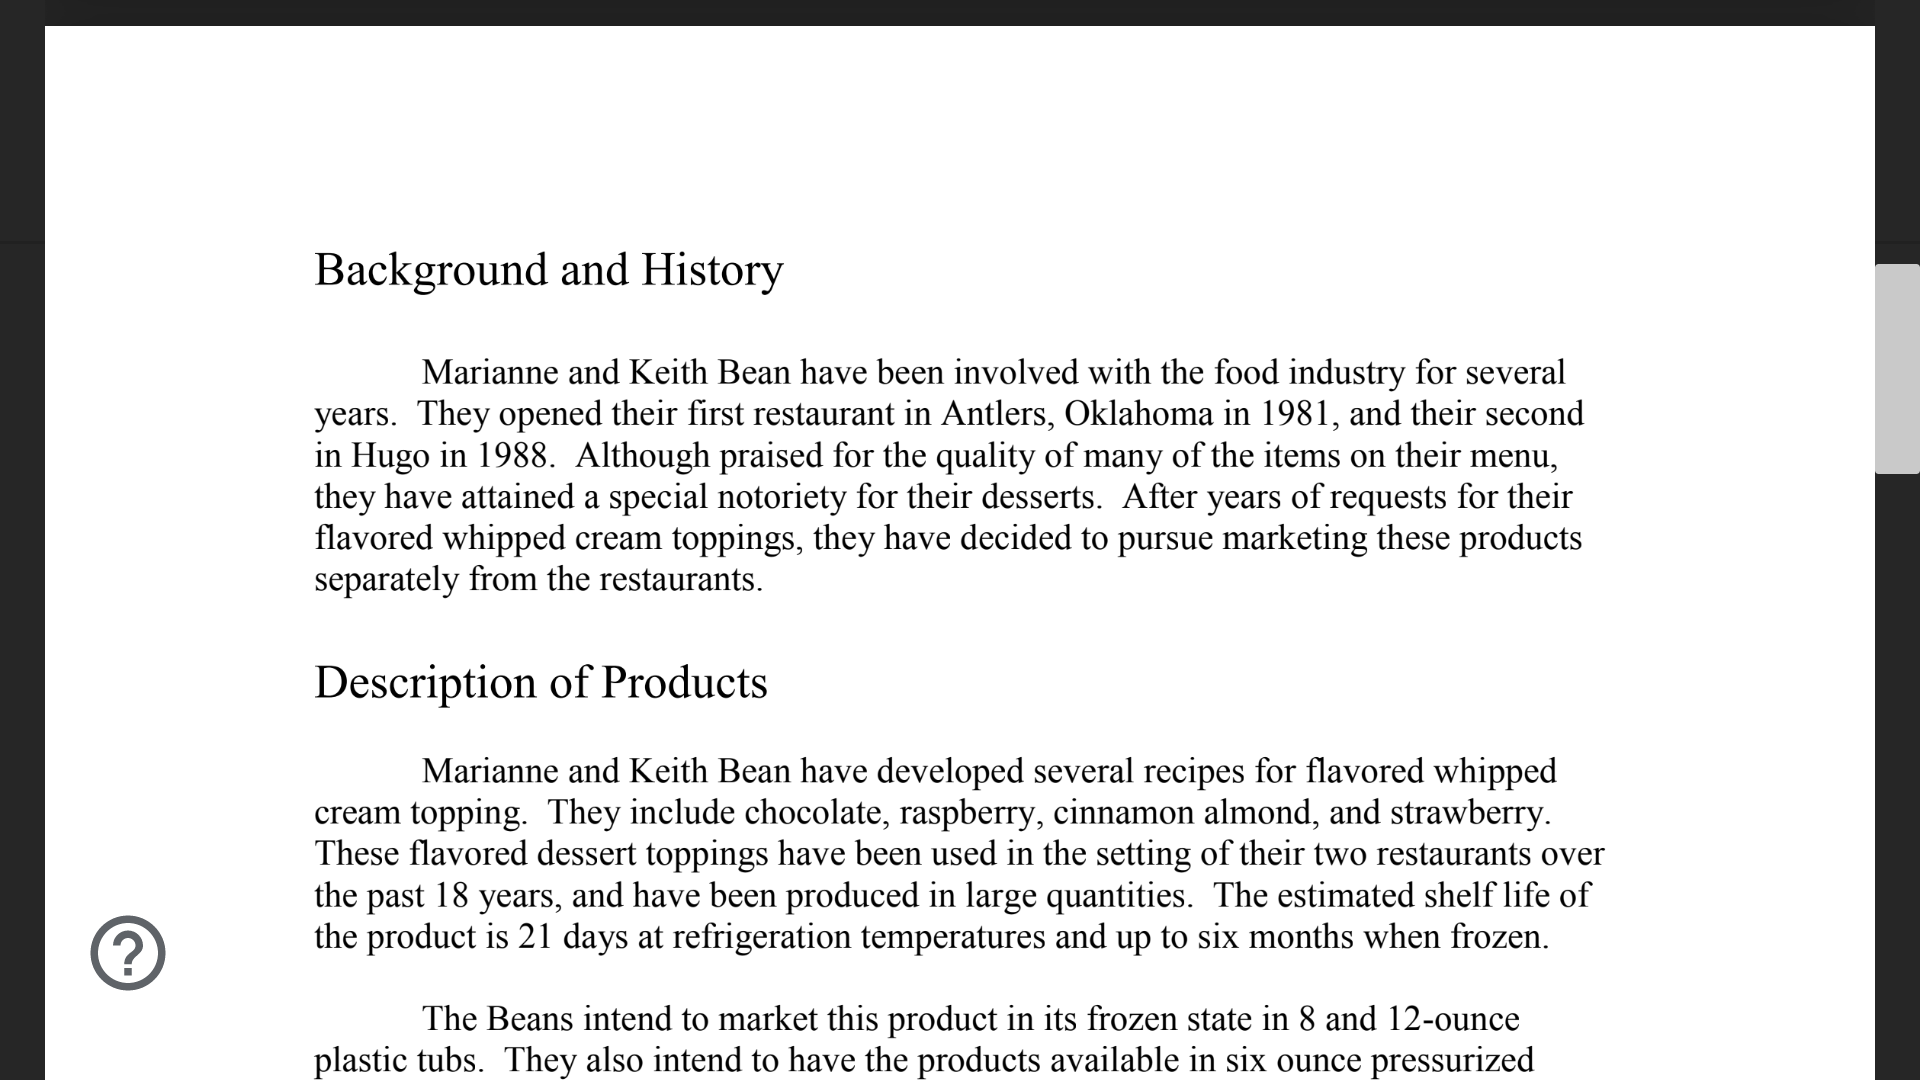 Background and History
Marianne and Keith Bean have been involved with the food industry for several
years.  They opened their first restaurant in Antlers, Oklahoma in 1981, and their second
in Hugo in 1988.  Although praised for the quality of many of the items on their menu,
they have attained a special notoriety for their desserts.  After years of requests for their
flavored whipped cream toppings, they have decided to pursue marketing these products
separately from the restaurants.
Description of Products
Marianne and Keith Bean have developed several recipes for flavored whipped
cream topping.  They include chocolate, raspberry, cinnamon almond, and strawberry.
These flavored dessert toppings have been used in the setting of their two restaurants over
the past 18 years, and have been produced in large quantities.  The estimated shelf life of
the product is 21 days at refrigeration temperatures and up to six months when frozen.
The Beans intend to market this product in its frozen state in 8 and 12-ounce
plastic tubs.  They also intend to have the products available in six ounce pressurized